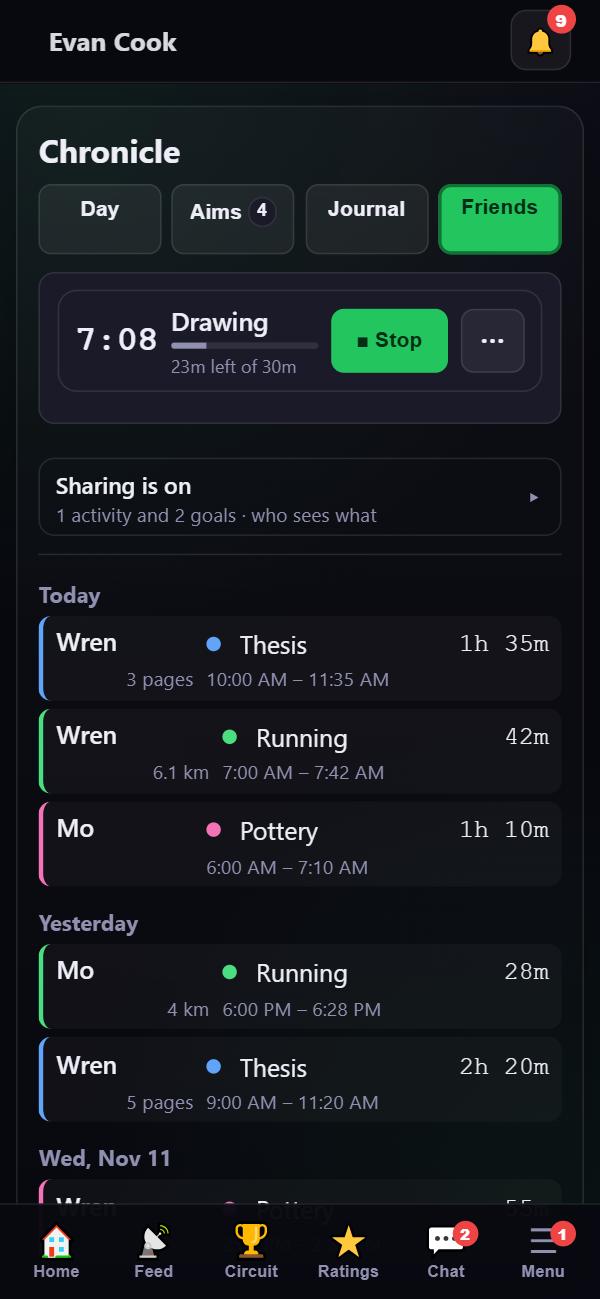 Evan Cook
9
Chronicle
Day
Aims 4
Journal
Friends
7:08
Drawing
23m left of 30m
Stop
Sharing is on
1 activity and 2 goals · who sees what
Today
Wren Thesis 1h 35m
3 pages 10:00 AM – 11:35 AM
Wren Running 42m
6.1 km 7:00 AM – 7:42 AM
Mo Pottery 1h 10m
6:00 AM – 7:10 AM
Yesterday
Mo Running 28m
4 km 6:00 PM – 6:28 PM
Wren Thesis 2h 20m
5 pages 9:00 AM – 11:20 AM
Wed, Nov 11
Wren Pottery 55m
Home
Feed
Circuit
Ratings
2
Chat
1
Menu